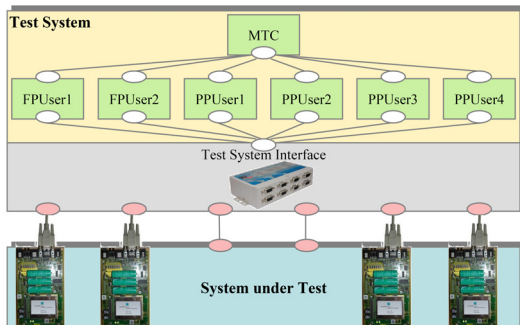 Test System
MTC
FPUser1 FPUser2 PPUser1 PPUser2 PPUser3 PPUser4
Test System Interface
System under Test